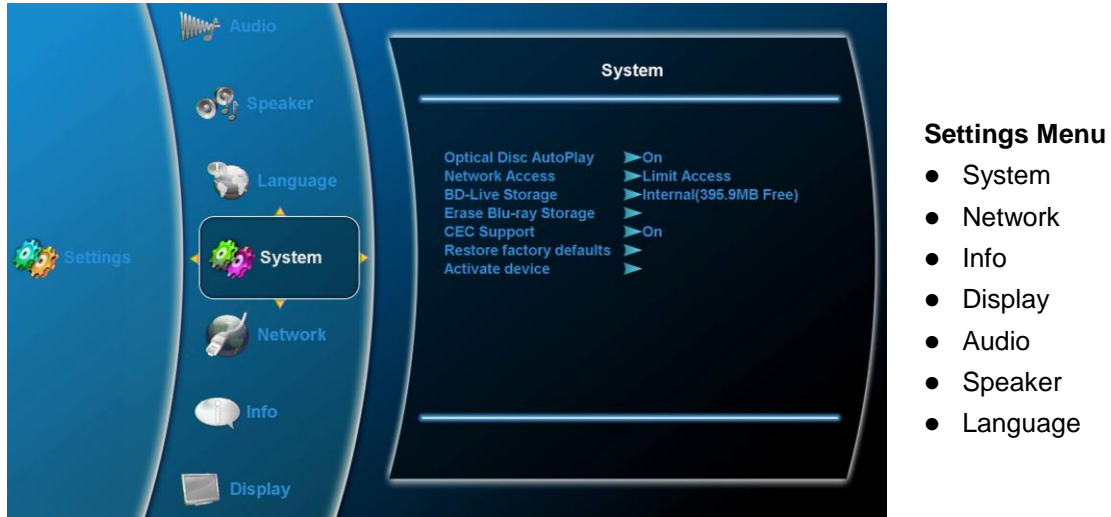 Audio
Speaker
Language
Settings
System
Network
Info
Display
System
Optical Disc AutoPlay On
Network Access Limit Access
BD-Live Storage Internal(395.9MB Free)
Erase Blu-ray Storage
CEC Support On
Restore factory defaults
Activate device
Settings Menu
● System
● Network
● Info
● Display
● Audio
● Speaker
● Language